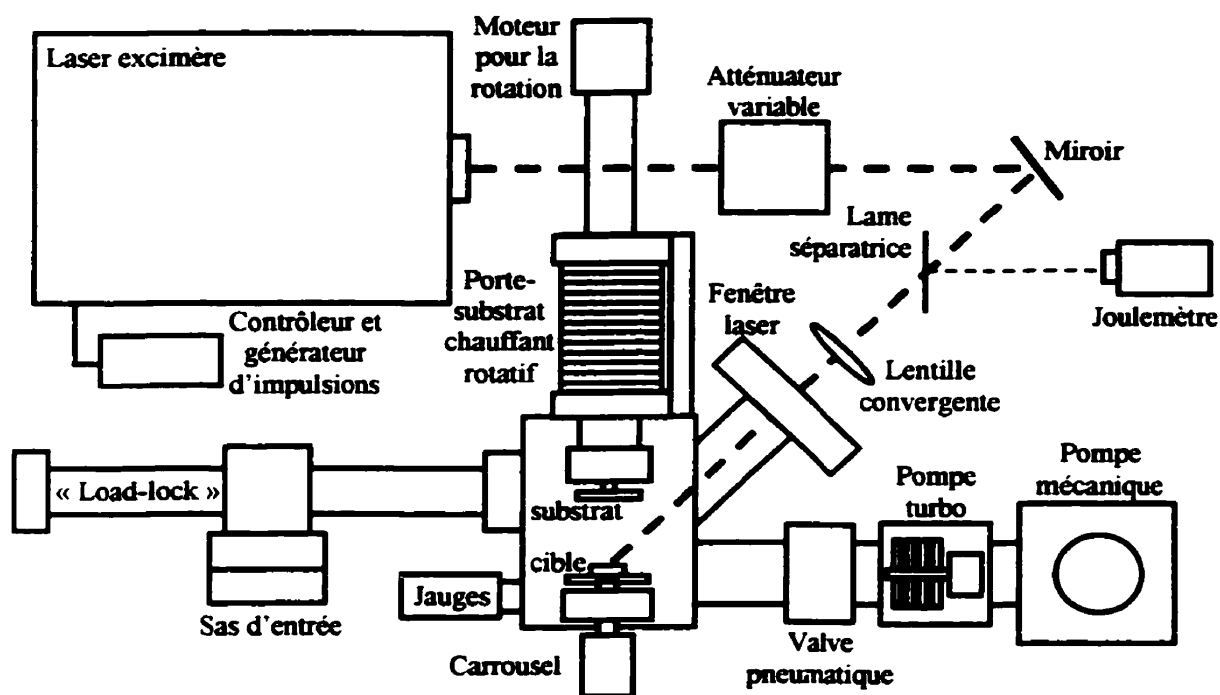 Laser excimère
Moteur
pour la
rotation
Atténuateur
variable
Miroir
Lame
séparatrice
Joulemètre
Porte-
substrat
chauffant
rotatif
Fenêtre
laser
Lentille
convergente
Contrôleur et
générateur
d'impulsions
« Load-lock »
Sas d'entrée
substrat
cible
Jauges
Carrousel
Pompe
turbo
Pompe
mécanique
Valve
pneumatique